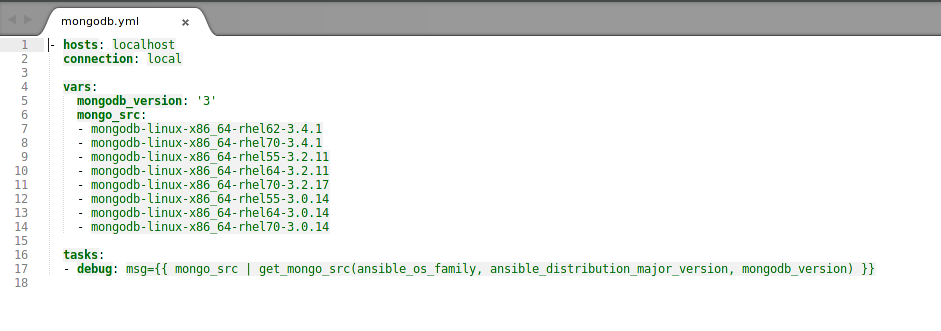 mongodb.yml ×
1 - hosts: localhost
2   connection: local
3
4   vars:
5     mongodb_version: '3'
6     mongo_src:
7     - mongodb-linux-x86_64-rhel62-3.4.1
8     - mongodb-linux-x86_64-rhel70-3.4.1
9     - mongodb-linux-x86_64-rhel55-3.2.11
10     - mongodb-linux-x86_64-rhel64-3.2.11
11     - mongodb-linux-x86_64-rhel70-3.2.17
12     - mongodb-linux-x86_64-rhel55-3.0.14
13     - mongodb-linux-x86_64-rhel64-3.0.14
14     - mongodb-linux-x86_64-rhel70-3.0.14
15
16   tasks:
17   - debug: msg={{ mongo_src | get_mongo_src(ansible_os_family, ansible_distribution_major_version, mongodb_version) }}
18